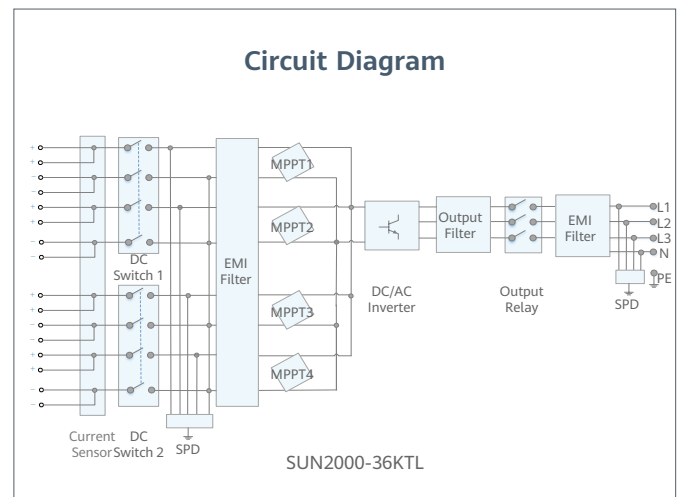 Circuit Diagram
+
+
−
−
+
+
−
−
+
+
−
−
+
+
−
−
MPPT1
MPPT2
MPPT3
MPPT4
DC
Switch 1
EMI
Filter
Current
Sensor
DC
Switch 2
SPD
DC/AC
Inverter
Output
Filter
Output
Relay
EMI
Filter
L1
L2
L3
N
PE
SPD
SUN2000-36KTL